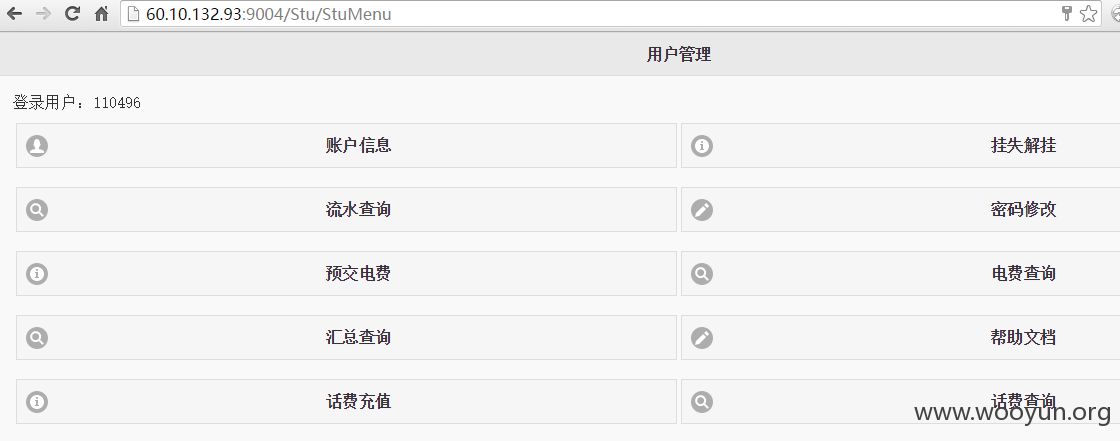 60.10.132.93:9004/Stu/StuMenu
用户管理
登录用户：110496
账户信息 挂失解挂
流水查询 密码修改
预交电费 电费查询
汇总查询 帮助文档
话费充值 话费查询
www.wooyun.org